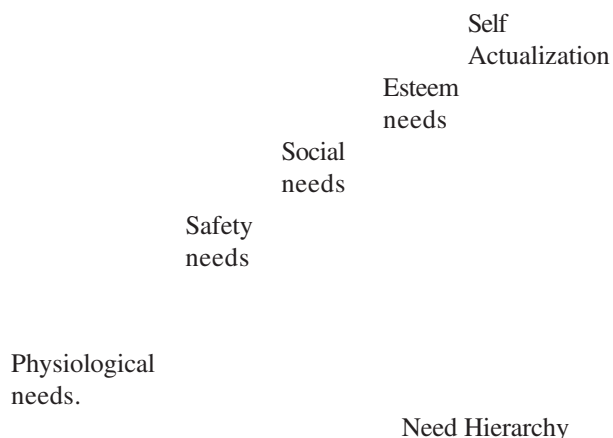 Self
Actualization
Esteem
needs
Social
needs
Safety
needs
Physiological
needs.
Need Hierarchy